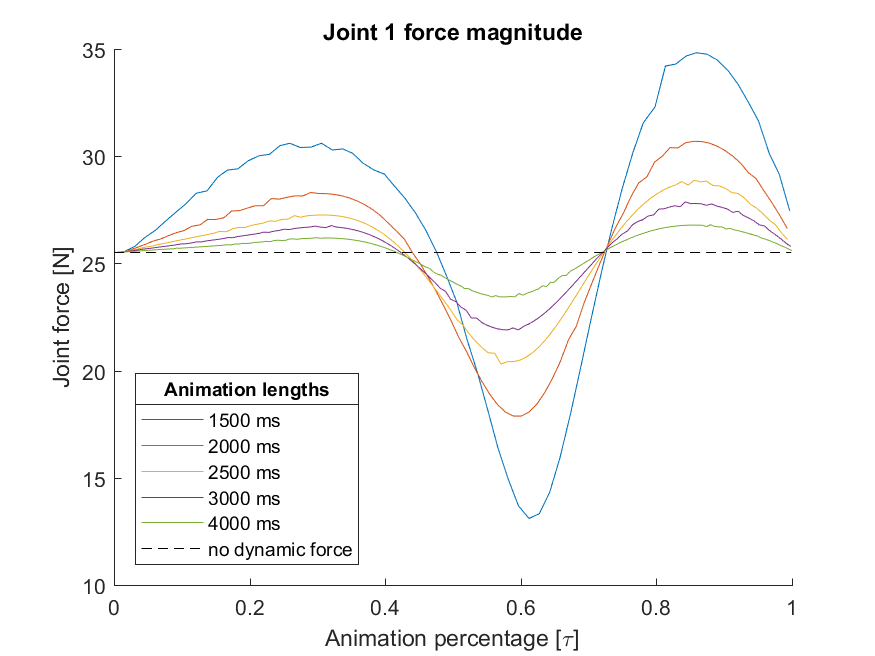 Joint 1 force magnitude
35
30
25
20
15
10
Joint force [N]
Animation lengths
1500 ms
2000 ms
2500 ms
3000 ms
4000 ms
no dynamic force
0 0.2 0.4 0.6 0.8 1
Animation percentage [τ]